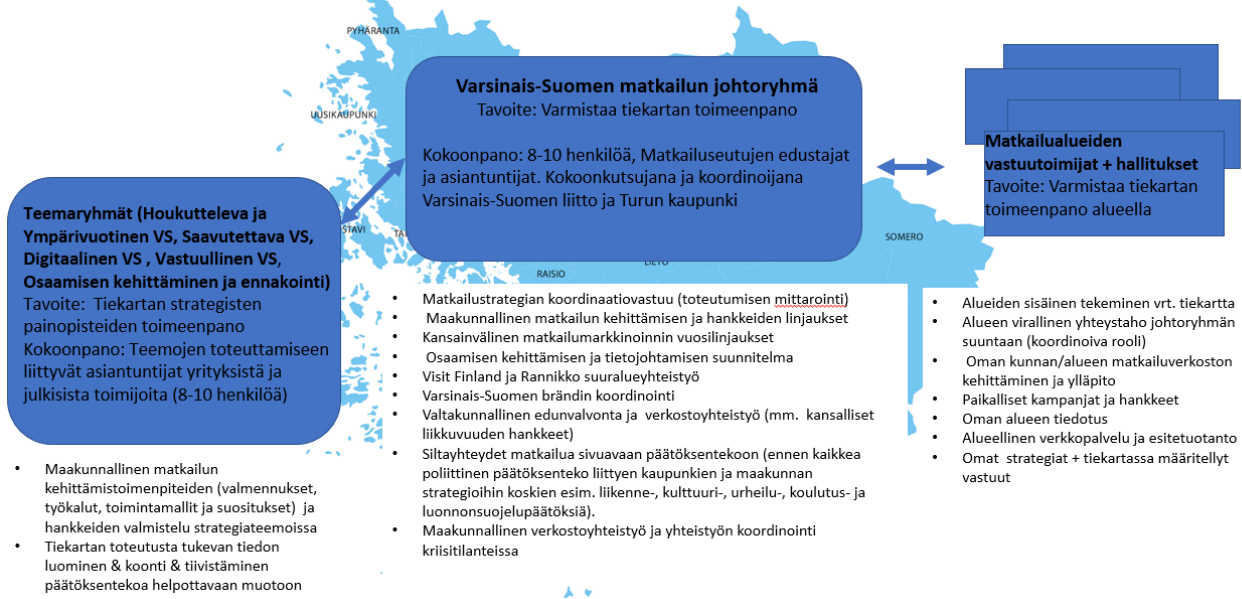 PYHÄRANTA
UUSIKAUPUNKI
RAISIO
SOMERO
Teemaryhmät (Houkutteleva ja
Ympärivuotinen VS, Saavutettava VS,
Digitaalinen VS , Vastuullinen VS,
Osaamisen kehittäminen ja ennakointi)
Tavoite: Tiekartan strategisten
painopisteiden toimeenpano
Kokoonpano: Teemojen toteuttamiseen
liittyvät asiantuntijat yrityksistä ja
julkisista toimijoita (8-10 henkilöä)
• Maakunnallinen matkailun
kehittämistoimenpiteiden (valmennukset,
työkalut, toimintamallit ja suositukset) ja
hankkeiden valmistelu strategiateemoissa
• Tiekartan toteutusta tukevan tiedon
luominen & koonti & tiivistäminen
päätöksentekoa helpottavaan muotoon
Varsinais-Suomen matkailun johtoryhmä
Tavoite: Varmistaa tiekartan toimeenpano
Kokoonpano: 8-10 henkilöä, Matkailuseutujen edustajat
ja asiantuntijat. Kokoonkutsujana ja koordinoijana
Varsinais-Suomen liitto ja Turun kaupunki
• Matkailustrategian koordinaatiovastuu (toteutumisen mittarointi)
• Maakunnallinen matkailun kehittämisen ja hankkeiden linjaukset
• Kansainvälinen matkailumarkkinoinnin vuosilinjaukset
• Osaamisen kehittämisen ja tietojohtamisen suunnitelma
• Visit Finland ja Rannikko suuralueyhteistyö
• Varsinais-Suomen brändin koordinointi
• Valtakunnallinen edunvalvonta ja verkostoyhteistyö (mm. kansalliset
liikkuvuuden hankkeet)
• Siltayhteydet matkailua sivuavaan päätöksentekoon (ennen kaikkea
poliittinen päätöksenteko liittyen kaupunkien ja maakunnan
strategioihin koskien esim. liikenne-, kulttuuri-, urheilu-, koulutus- ja
luonnonsuojelupäätöksiä).
• Maakunnallinen verkostoyhteistyö ja yhteistyön koordinointi
kriisitilanteissa
Matkailualueiden
vastuutoimijat + hallitukset
Tavoite: Varmistaa tiekartan
toimeenpano alueella
• Alueiden sisäinen tekeminen vrt. tiekartta
• Alueen virallinen yhteystaho johtoryhmän
suuntaan (koordinoiva rooli)
• Oman kunnan/alueen matkailuverkoston
kehittäminen ja ylläpito
• Paikalliset kampanjat ja hankkeet
• Oman alueen tiedotus
• Alueellinen verkkopalvelu ja esitetuotanto
• Omat strategiat + tiekartassa määritellyt
vastuut